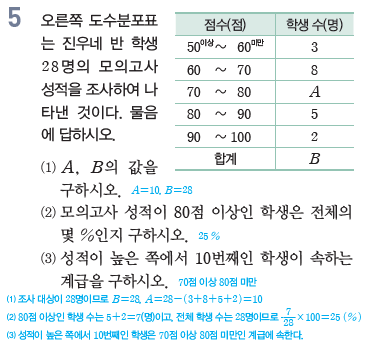 5 오른쪽 도수분포표
는 진우네 반 학생
28명의 모의고사
성적을 조사하여 나
타낸 것이다. 물음
에 답하시오.
점수(점) 학생 수(명)
50이상 ~ 60미만 3
60 ~ 70 8
70 ~ 80 A
80 ~ 90 5
90 ~ 100 2
합계 B
(1) A, B의 값을
구하시오. A=10, B=28
(2) 모의고사 성적이 80점 이상인 학생은 전체의
몇 %인지 구하시오. 25 %
(3) 성적이 높은 쪽에서 10번째인 학생이 속하는
계급을 구하시오. 70점 이상 80점 미만
(1) 조사 대상이 28명이므로 B=28, A=28-(3+8+5+2)=10
(2) 80점 이상인 학생 수는 5+2=7(명)이고, 전체 학생 수는 28명이므로 7/28×100=25 (%)
(3) 성적이 높은 쪽에서 10번째인 학생은 70점 이상 80점 미만인 계급에 속한다.